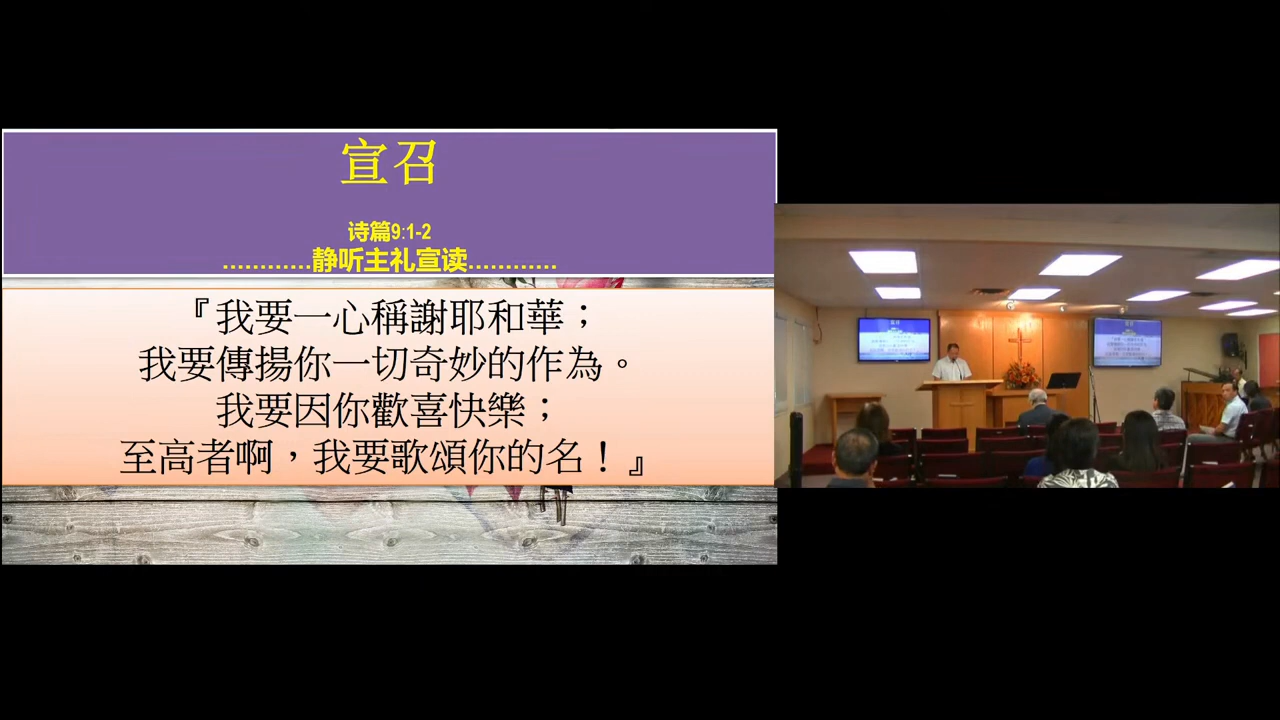 宣召
诗篇9:1-2
............静听主礼宣读............
『我要一心稱謝耶和華；
我要傳揚你一切奇妙的作為。
我要因你歡喜快樂；
至高者啊，我要歌頌你的名！』